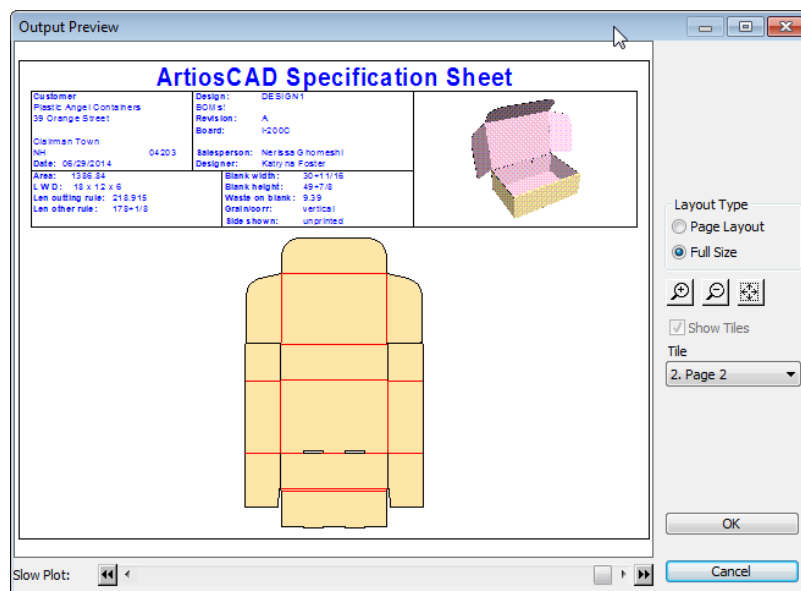 Output Preview
ArtiosCAD Specification Sheet
Customer
Plastic Angel Containers
39 Orange Street
Clairman Town
NH 04203
Date: 06/29/2014
Design: DESIGN1
BOMs:
Revision: A
Board: I-200C
Salesperson: Nerissa Ghomeshi
Designer: Katryna Foster
Area: 1386.84
L W D: 18 x 12 x 6
Len cutting rule: 218.915
Len other rule: 178+1/8
Blank width: 30+11/16
Blank height: 49+7/8
Waste on blank: 9.39
Grain/corr: vertical
Side shown: unprinted
Layout Type
Page Layout
Full Size
Show Tiles
Tile
2. Page 2
OK
Cancel
Slow Plot: